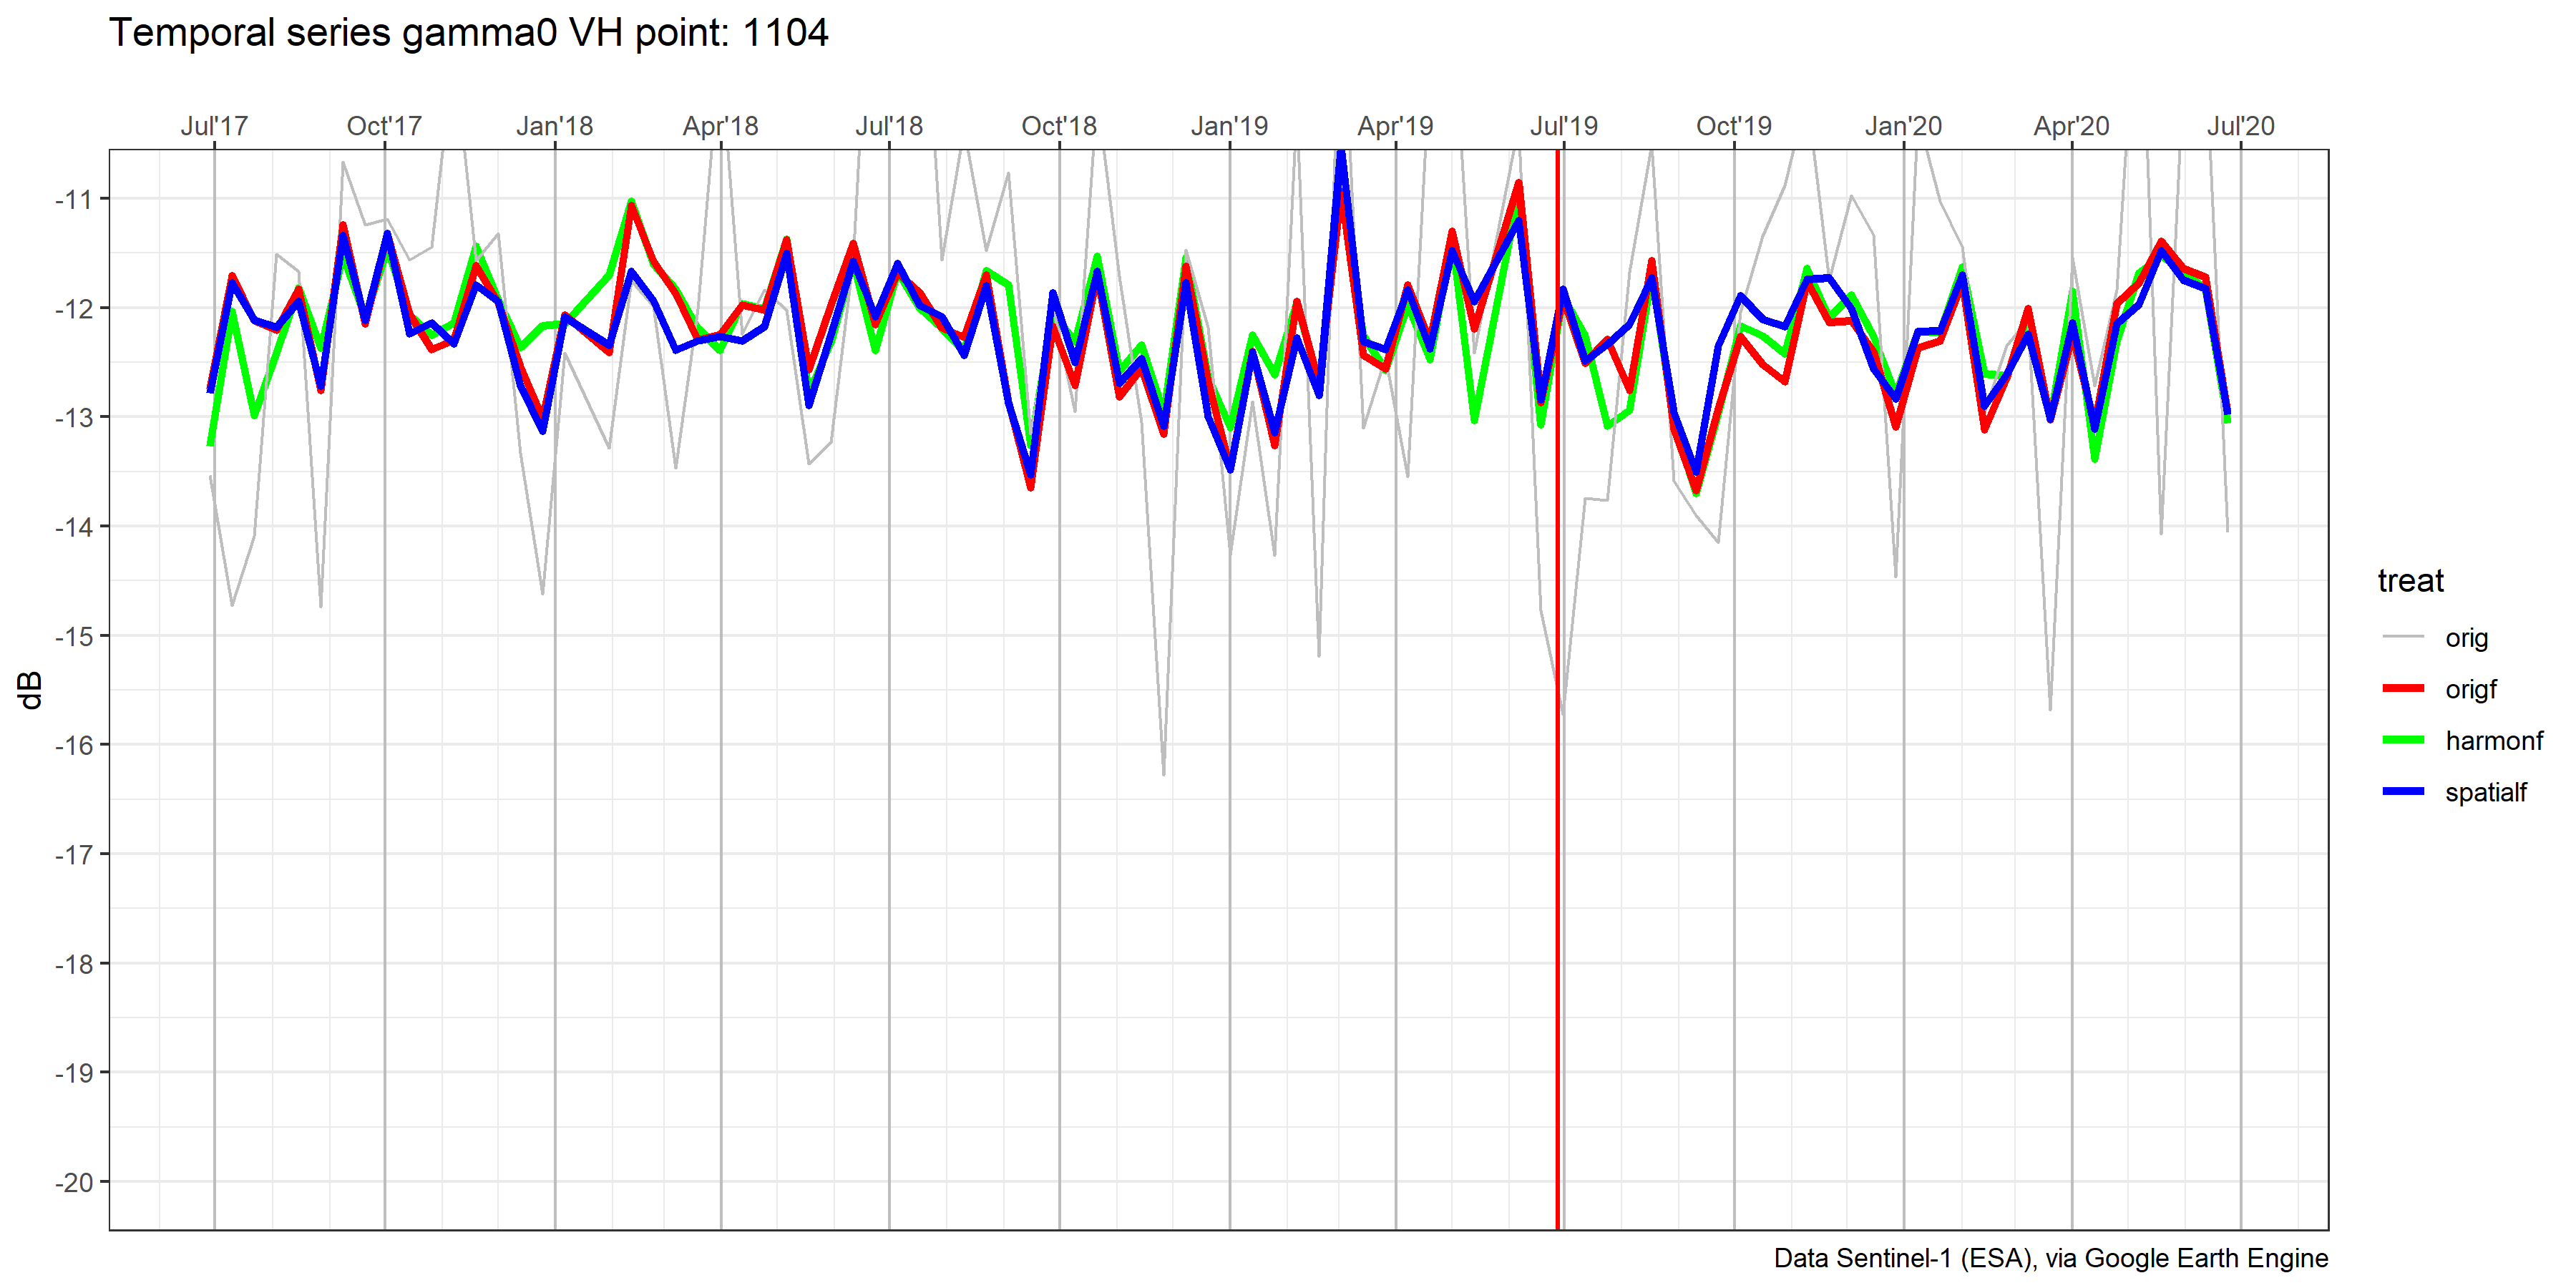 Temporal series gamma0 VH point: 1104
Jul'17 Oct'17 Jan'18 Apr'18 Jul'18 Oct'18 Jan'19 Apr'19 Jul'19 Oct'19 Jan'20 Apr'20 Jul'20
-11
-12
-13
-14
-15
-16
-17
-18
-19
-20
dB
treat
orig
origf
harmonf
spatialf
Data Sentinel-1 (ESA), via Google Earth Engine